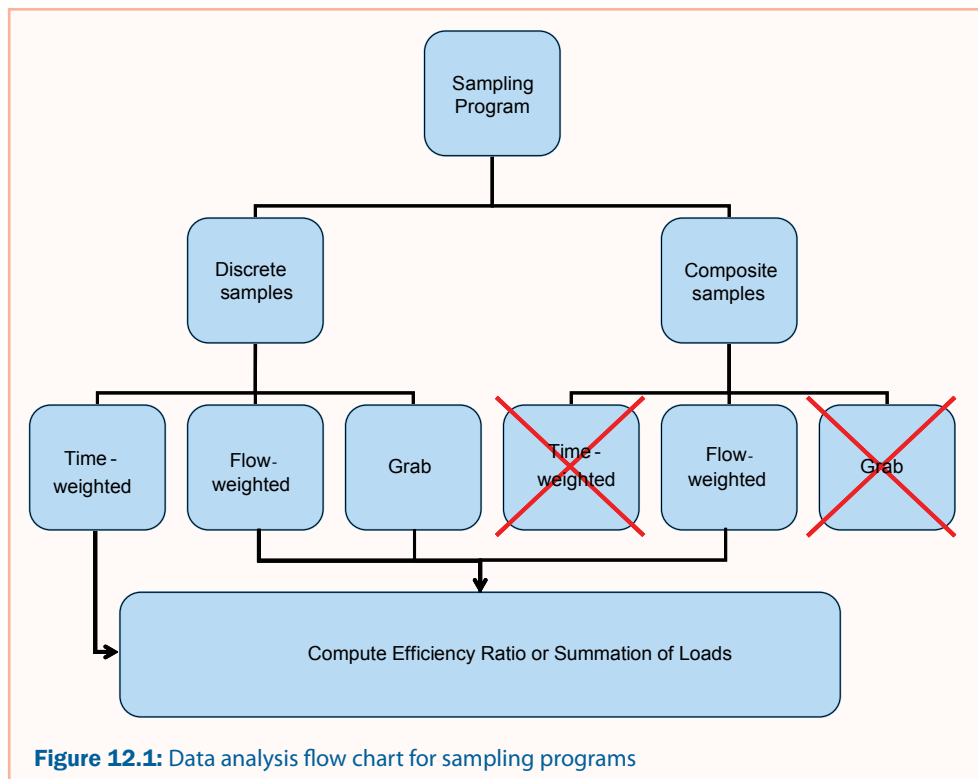 Sampling
Program
Discrete
samples
Composite
samples
Time-
weighted
Flow-
weighted
Grab
Time-
weighted
Flow-
weighted
Grab
Compute Efficiency Ratio or Summation of Loads
Figure 12.1: Data analysis flow chart for sampling programs